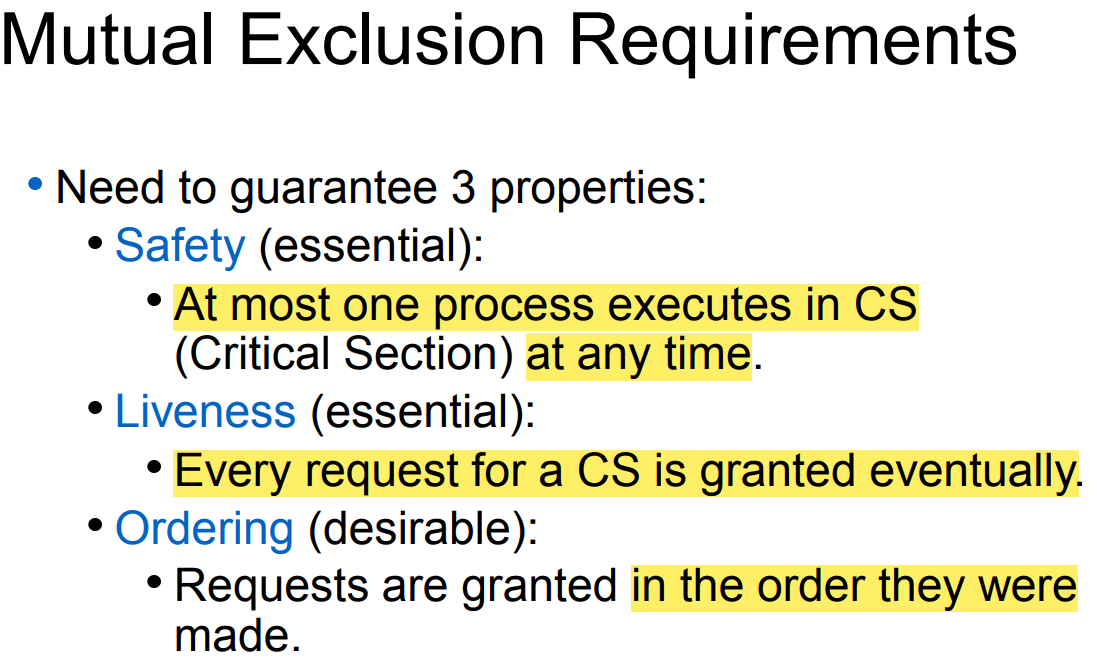 Mutual Exclusion Requirements
• Need to guarantee 3 properties:
• Safety (essential):
• At most one process executes in CS
(Critical Section) at any time.
• Liveness (essential):
• Every request for a CS is granted eventually.
• Ordering (desirable):
• Requests are granted in the order they were
made.